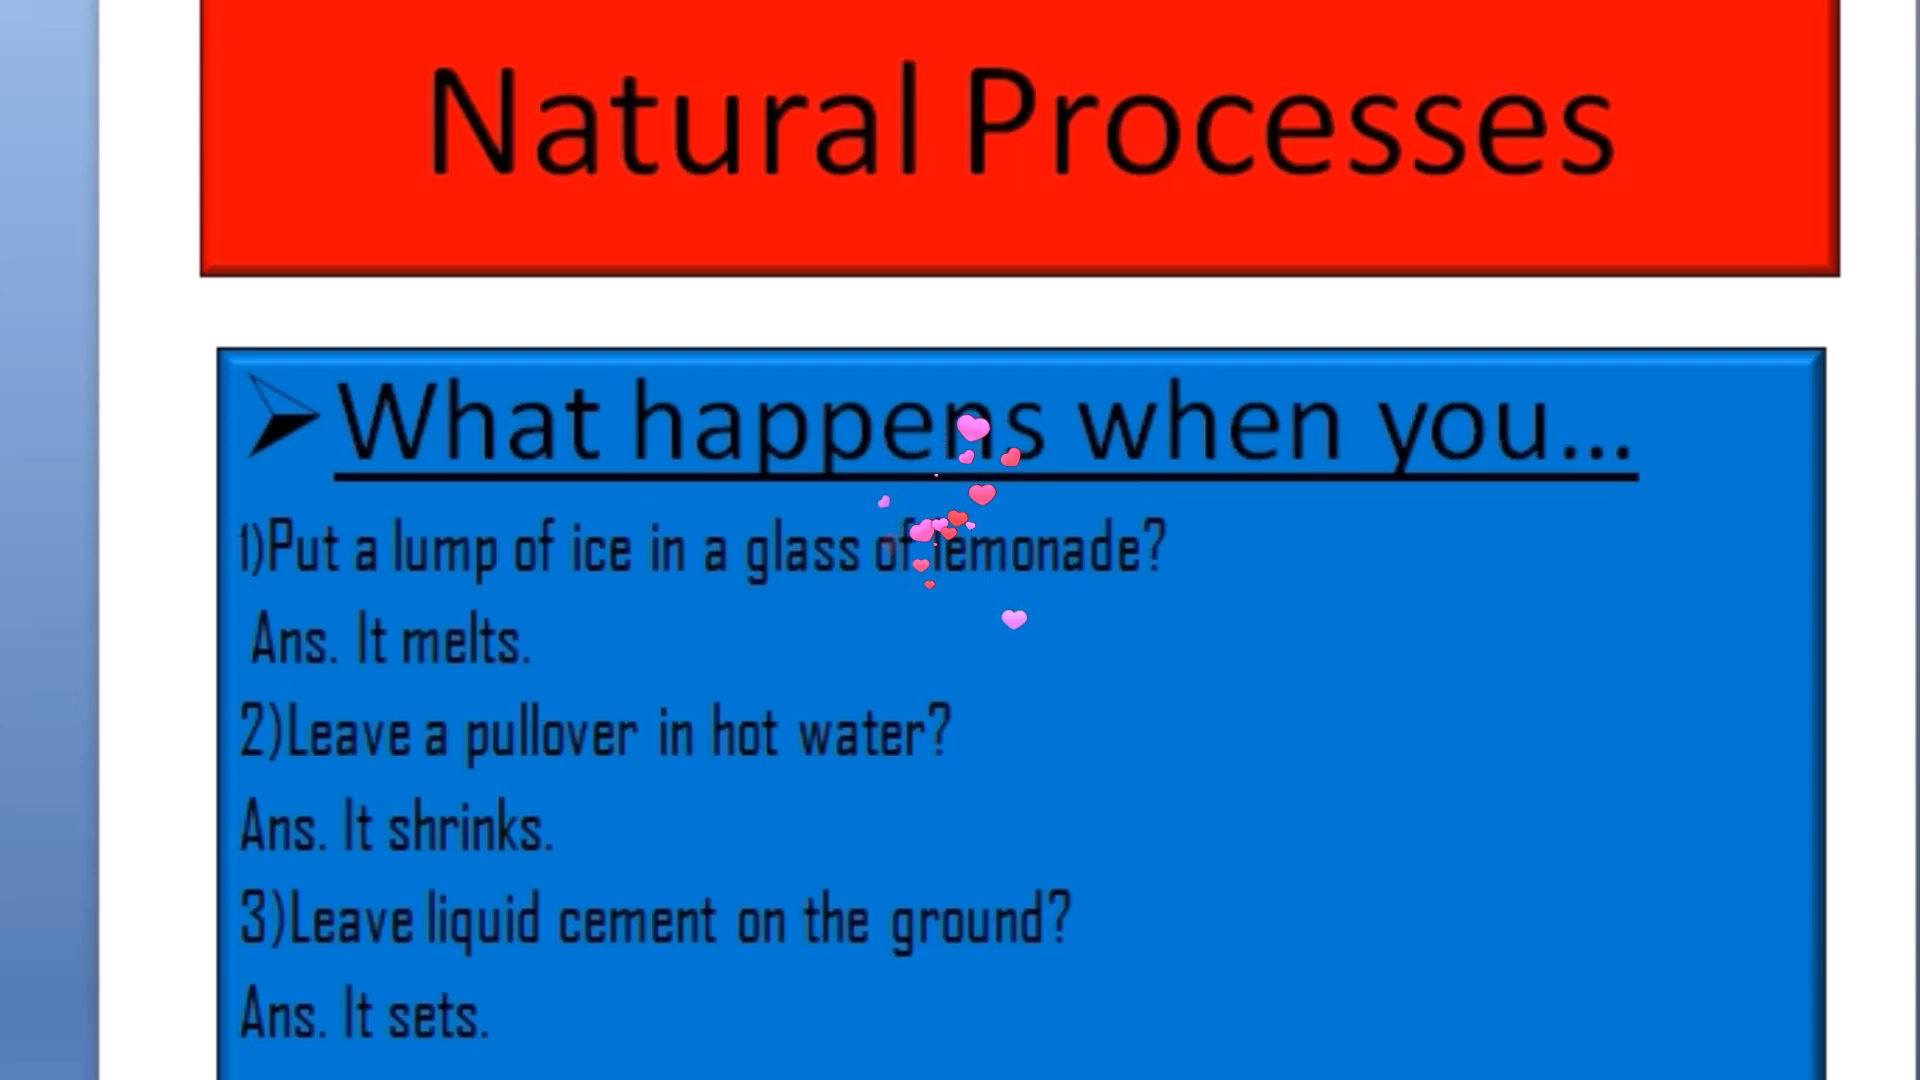 Natural Processes
What happens when you...
1)Put a lump of ice in a glass of lemonade?
Ans. It melts.
2)Leave a pullover in hot water?
Ans. It shrinks.
3)Leave liquid cement on the ground?
Ans. It sets.